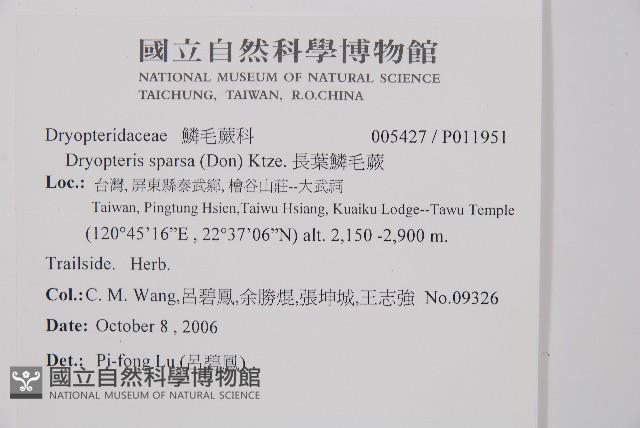 國立自然科學博物館
NATIONAL MUSEUM OF NATURAL SCIENCE
TAICHUNG, TAIWAN, R.O.CHINA
Dryopteridaceae 鱗毛蕨科 005427 / P011951
Dryopteris sparsa (Don) Ktze. 長葉鱗毛蕨
Loc.: 台灣, 屏東縣泰武鄉, 檜谷山莊--大武祠
Taiwan, Pingtung Hsien,Taiwu Hsiang, Kuaiku Lodge--Tawu Temple
(120°45’16”E , 22°37’06”N) alt. 2,150 -2,900 m.
Trailside. Herb.
Col.: C. M. Wang,呂碧鳳,余勝焜,張坤城,王志強 No.09326
Date: October 8 , 2006
Det.: Pi-fong Lu (呂碧鳳)
國立自然科學博物館
NATIONAL MUSEUM OF NATURAL SCIENCE